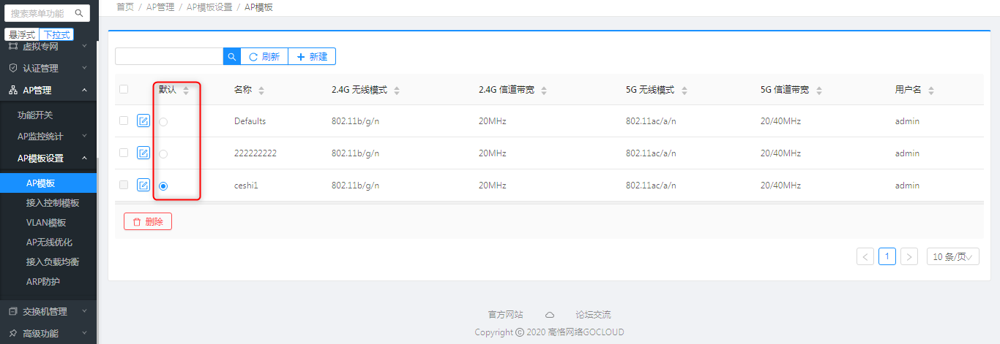 搜索菜单功能
悬浮式 下拉式
虚拟专网
认证管理
AP管理
功能开关
AP监控统计
AP模板设置
AP模板
接入控制模板
VLAN模板
AP无线优化
接入负载均衡
ARP防护
交换机管理
高级功能
首页 / AP管理 / AP模板设置 / AP模板
刷新 新建
默认 名称 2.4G 无线模式 2.4G 信道带宽 5G 无线模式 5G 信道带宽 用户名
Defaults 802.11b/g/n 20MHz 802.11ac/a/n 20/40MHz admin
222222222 802.11b/g/n 20MHz 802.11ac/a/n 20/40MHz admin
ceshi1 802.11b/g/n 20MHz 802.11ac/a/n 20/40MHz admin
删除
< 1 > 10 条/页
官方网站 论坛交流
Copyright © 2020 高恪网络GOCLOUD